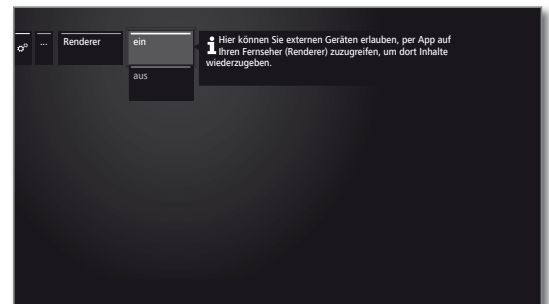 ... Renderer ein
Hier können Sie externen Geräten erlauben, per App auf
Ihren Fernseher (Renderer) zuzugreifen, um dort Inhalte
wiederzugeben.
aus